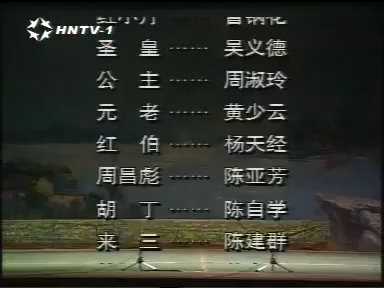 HNTV-1
圣 皇 …… 吴义德
公 主 …… 周淑玲
元 老 …… 黄少云
红 伯 …… 杨天经
周昌彪 …… 陈亚芳
胡 丁 …… 陈自学
来 三 …… 陈建群